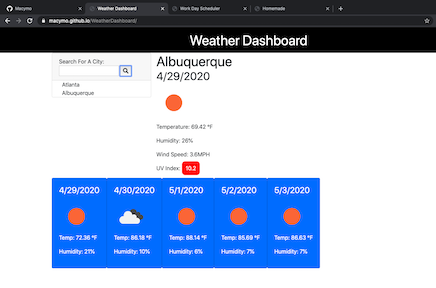 Macymo
Weather Dashboard
Work Day Scheduler
Homemade
macymo.github.io/WeatherDashboard/
Weather Dashboard
Search For A City:
Atlanta
Albuquerque
Albuquerque
4/29/2020
Temperature: 69.42 °F
Humidity: 26%
Wind Speed: 3.6MPH
UV Index: 10.2
4/29/2020
Temp: 72.36 °F
Humidity: 21%
4/30/2020
Temp: 86.18 °F
Humidity: 10%
5/1/2020
Temp: 88.14 °F
Humidity: 6%
5/2/2020
Temp: 85.69 °F
Humidity: 7%
5/3/2020
Temp: 86.63 °F
Humidity: 7%